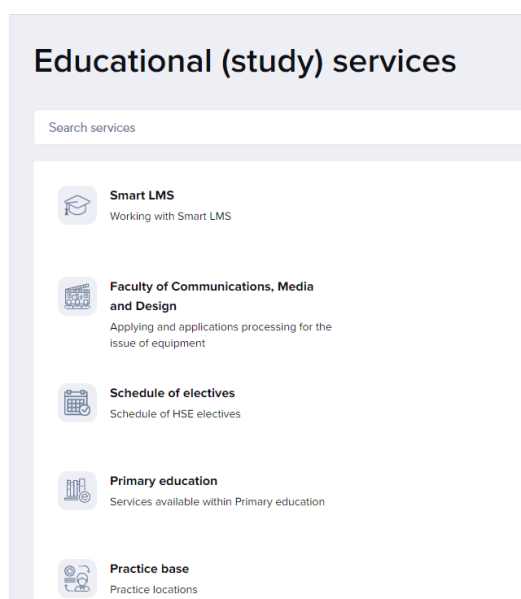 Educational (study) services
Search services
Smart LMS
Working with Smart LMS
Faculty of Communications, Media
and Design
Applying and applications processing for the
issue of equipment
Schedule of electives
Schedule of HSE electives
Primary education
Services available within Primary education
Practice base
Practice locations